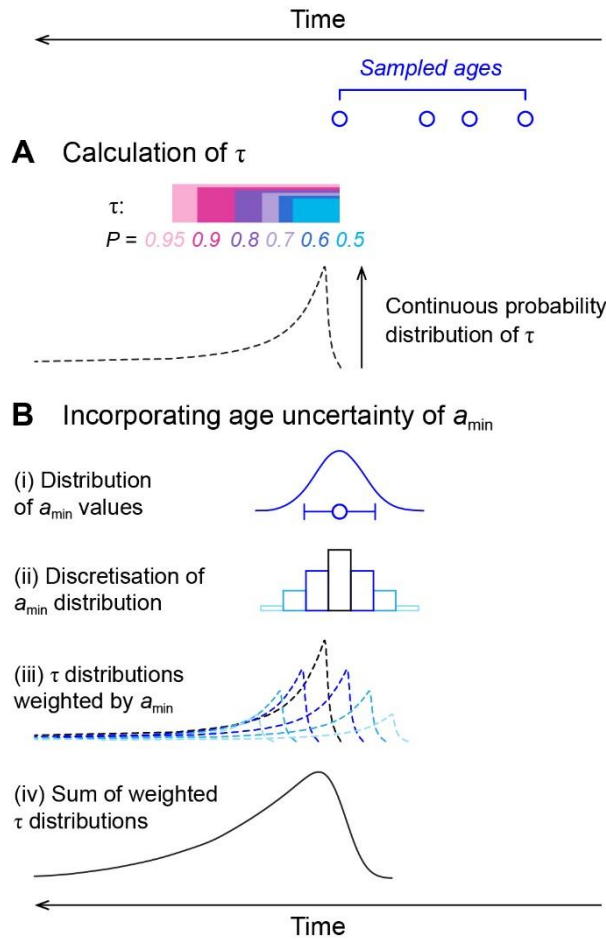 Time
Sampled ages
A Calculation of τ
τ:
P = 0.95 0.9 0.8 0.7 0.6 0.5
Continuous probability
distribution of τ
B Incorporating age uncertainty of amin
(i) Distribution
of amin values
(ii) Discretisation of
amin distribution
(iii) τ distributions
weighted by amin
(iv) Sum of weighted
τ distributions
Time